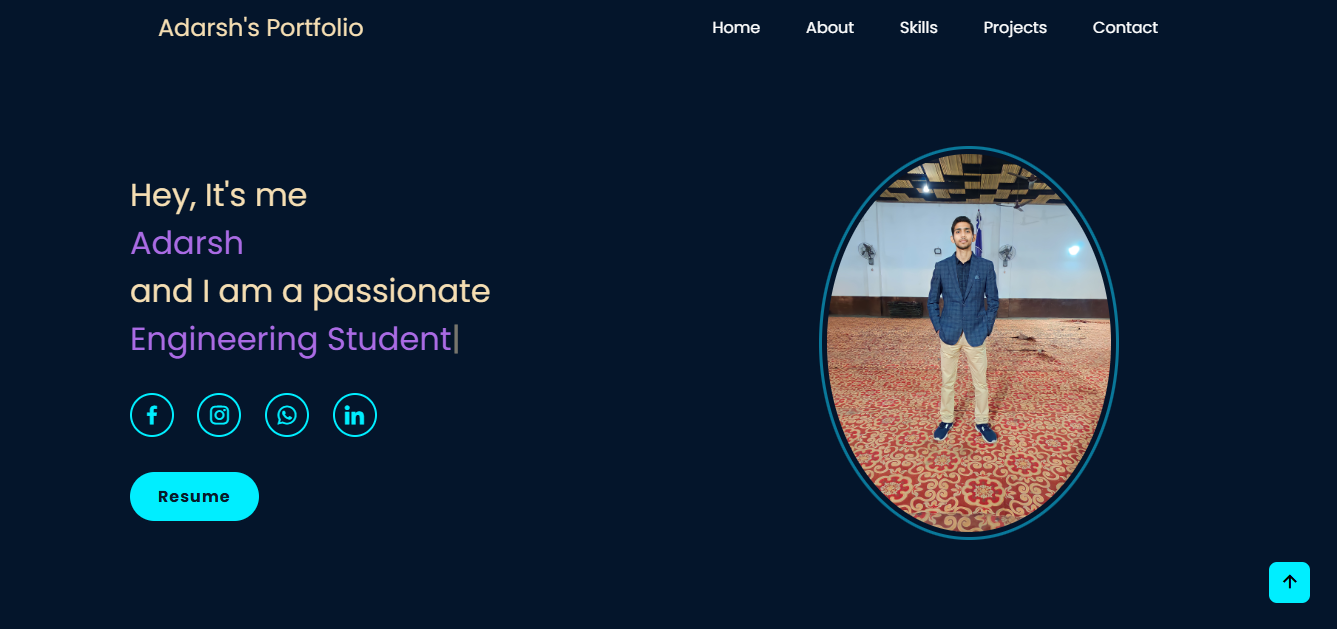 Adarsh's Portfolio
Home About Skills Projects Contact
Hey, It's me
Adarsh
and I am a passionate
Engineering Student|
Resume